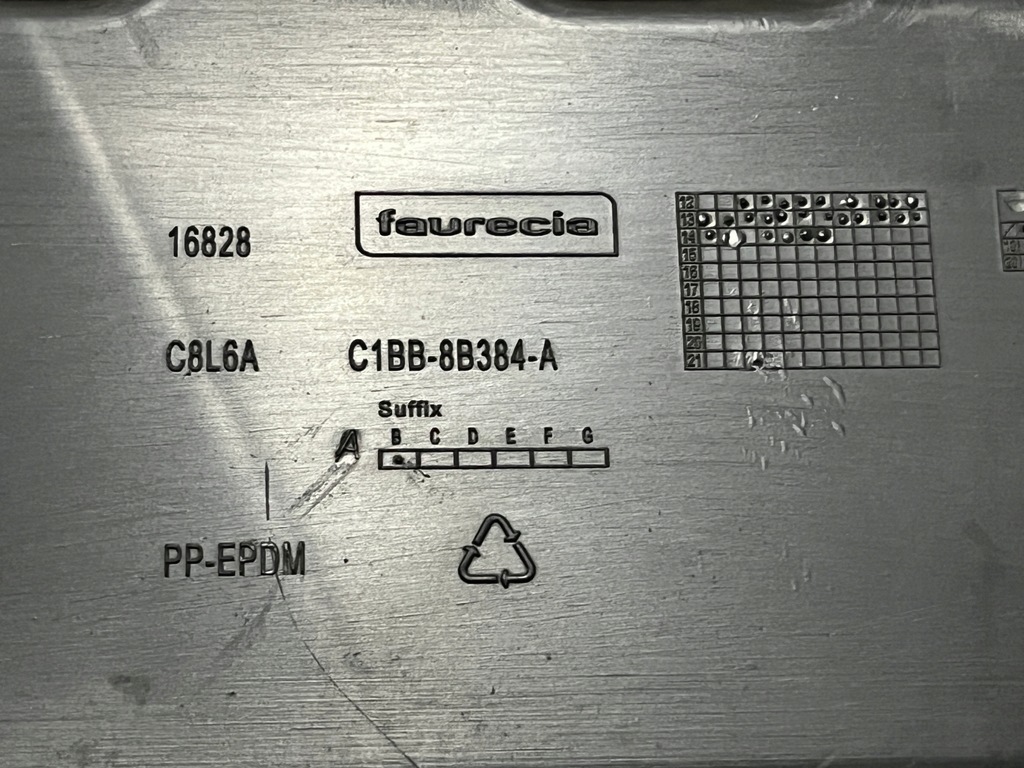 faurecia
16828
C8L6A
C1BB-8B384-A
Suffix
A B C D E F G
PP-EPDM
12
13
14
15
16
17
18
19
20
21